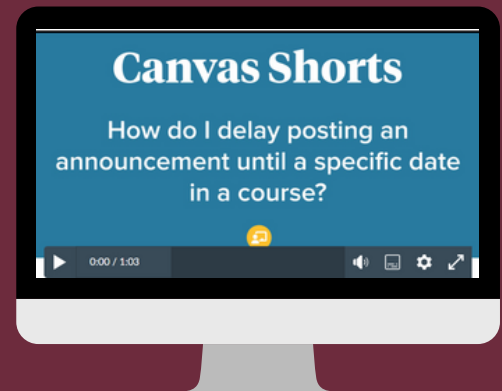 Canvas Shorts
How do I delay posting an
announcement until a specific date
in a course?
0:00 / 1:03